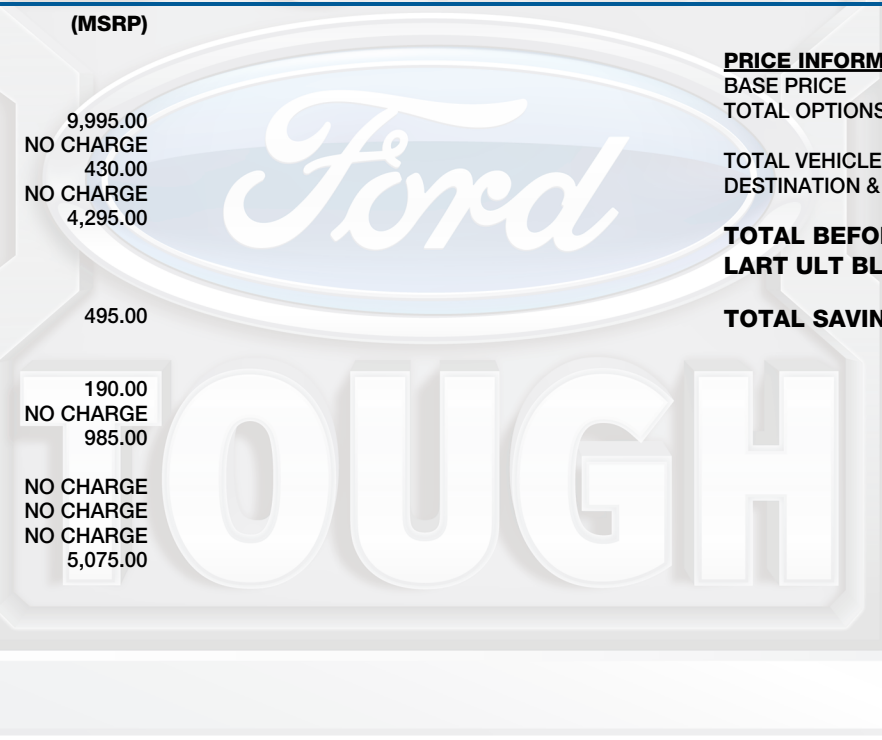 (MSRP)
9,995.00
NO CHARGE
430.00
NO CHARGE
4,295.00
495.00
190.00
NO CHARGE
985.00
NO CHARGE
NO CHARGE
NO CHARGE
5,075.00
PRICE INFORM
BASE PRICE
TOTAL OPTIONS
TOTAL VEHICLE
DESTINATION &
TOTAL BEFO
LART ULT BL
TOTAL SAVIN
Ford
TOUGH